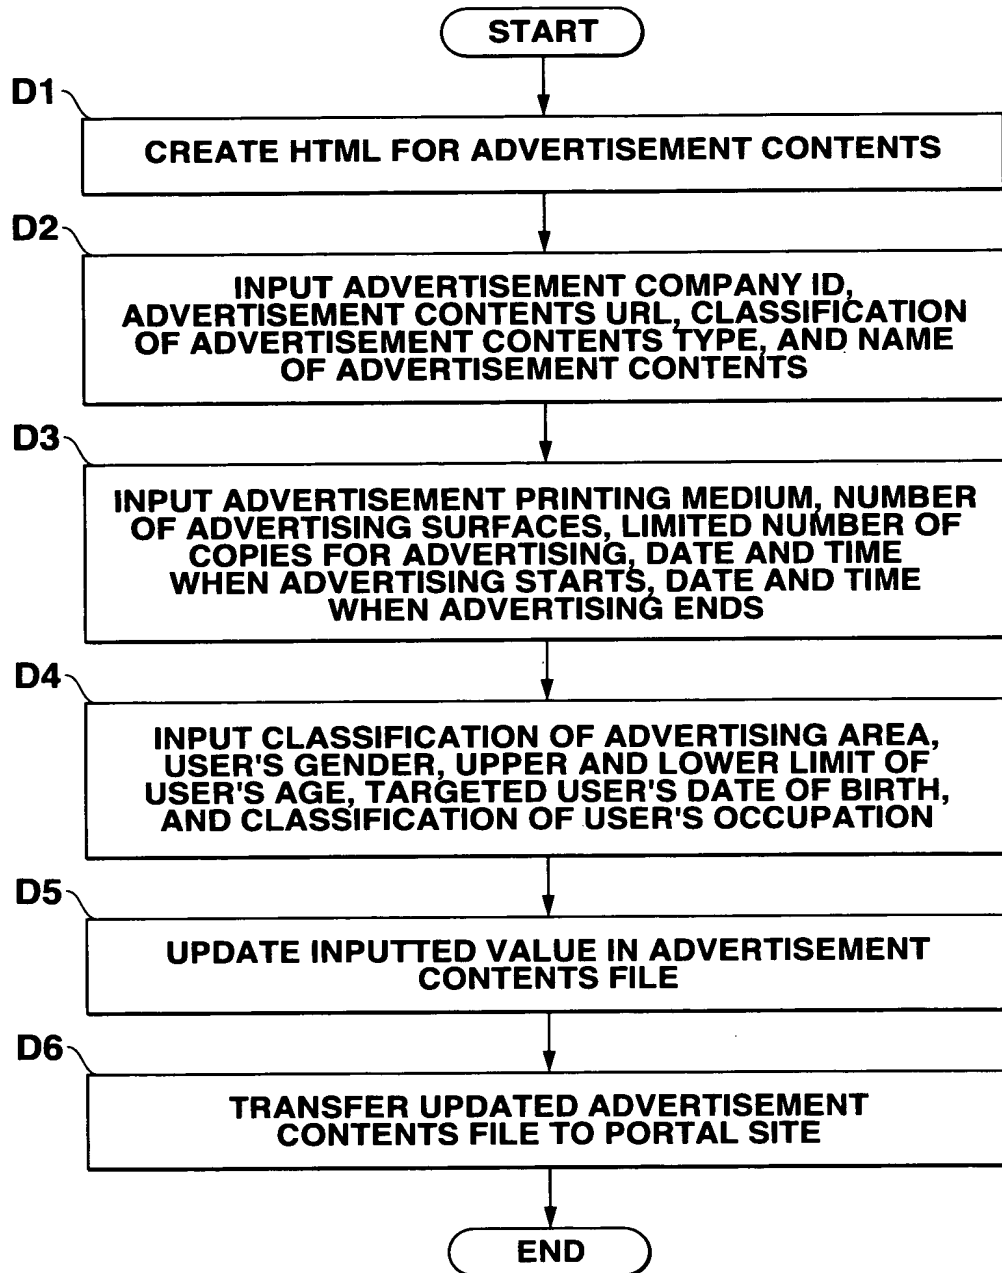 START
D1
CREATE HTML FOR ADVERTISEMENT CONTENTS
D2
INPUT ADVERTISEMENT COMPANY ID,
ADVERTISEMENT CONTENTS URL, CLASSIFICATION
OF ADVERTISEMENT CONTENTS TYPE, AND NAME
OF ADVERTISEMENT CONTENTS
D3
INPUT ADVERTISEMENT PRINTING MEDIUM, NUMBER
OF ADVERTISING SURFACES, LIMITED NUMBER OF
COPIES FOR ADVERTISING, DATE AND TIME
WHEN ADVERTISING STARTS, DATE AND TIME
WHEN ADVERTISING ENDS
D4
INPUT CLASSIFICATION OF ADVERTISING AREA,
USER'S GENDER, UPPER AND LOWER LIMIT OF
USER'S AGE, TARGETED USER'S DATE OF BIRTH,
AND CLASSIFICATION OF USER'S OCCUPATION
D5
UPDATE INPUTTED VALUE IN ADVERTISEMENT
CONTENTS FILE
D6
TRANSFER UPDATED ADVERTISEMENT
CONTENTS FILE TO PORTAL SITE
END